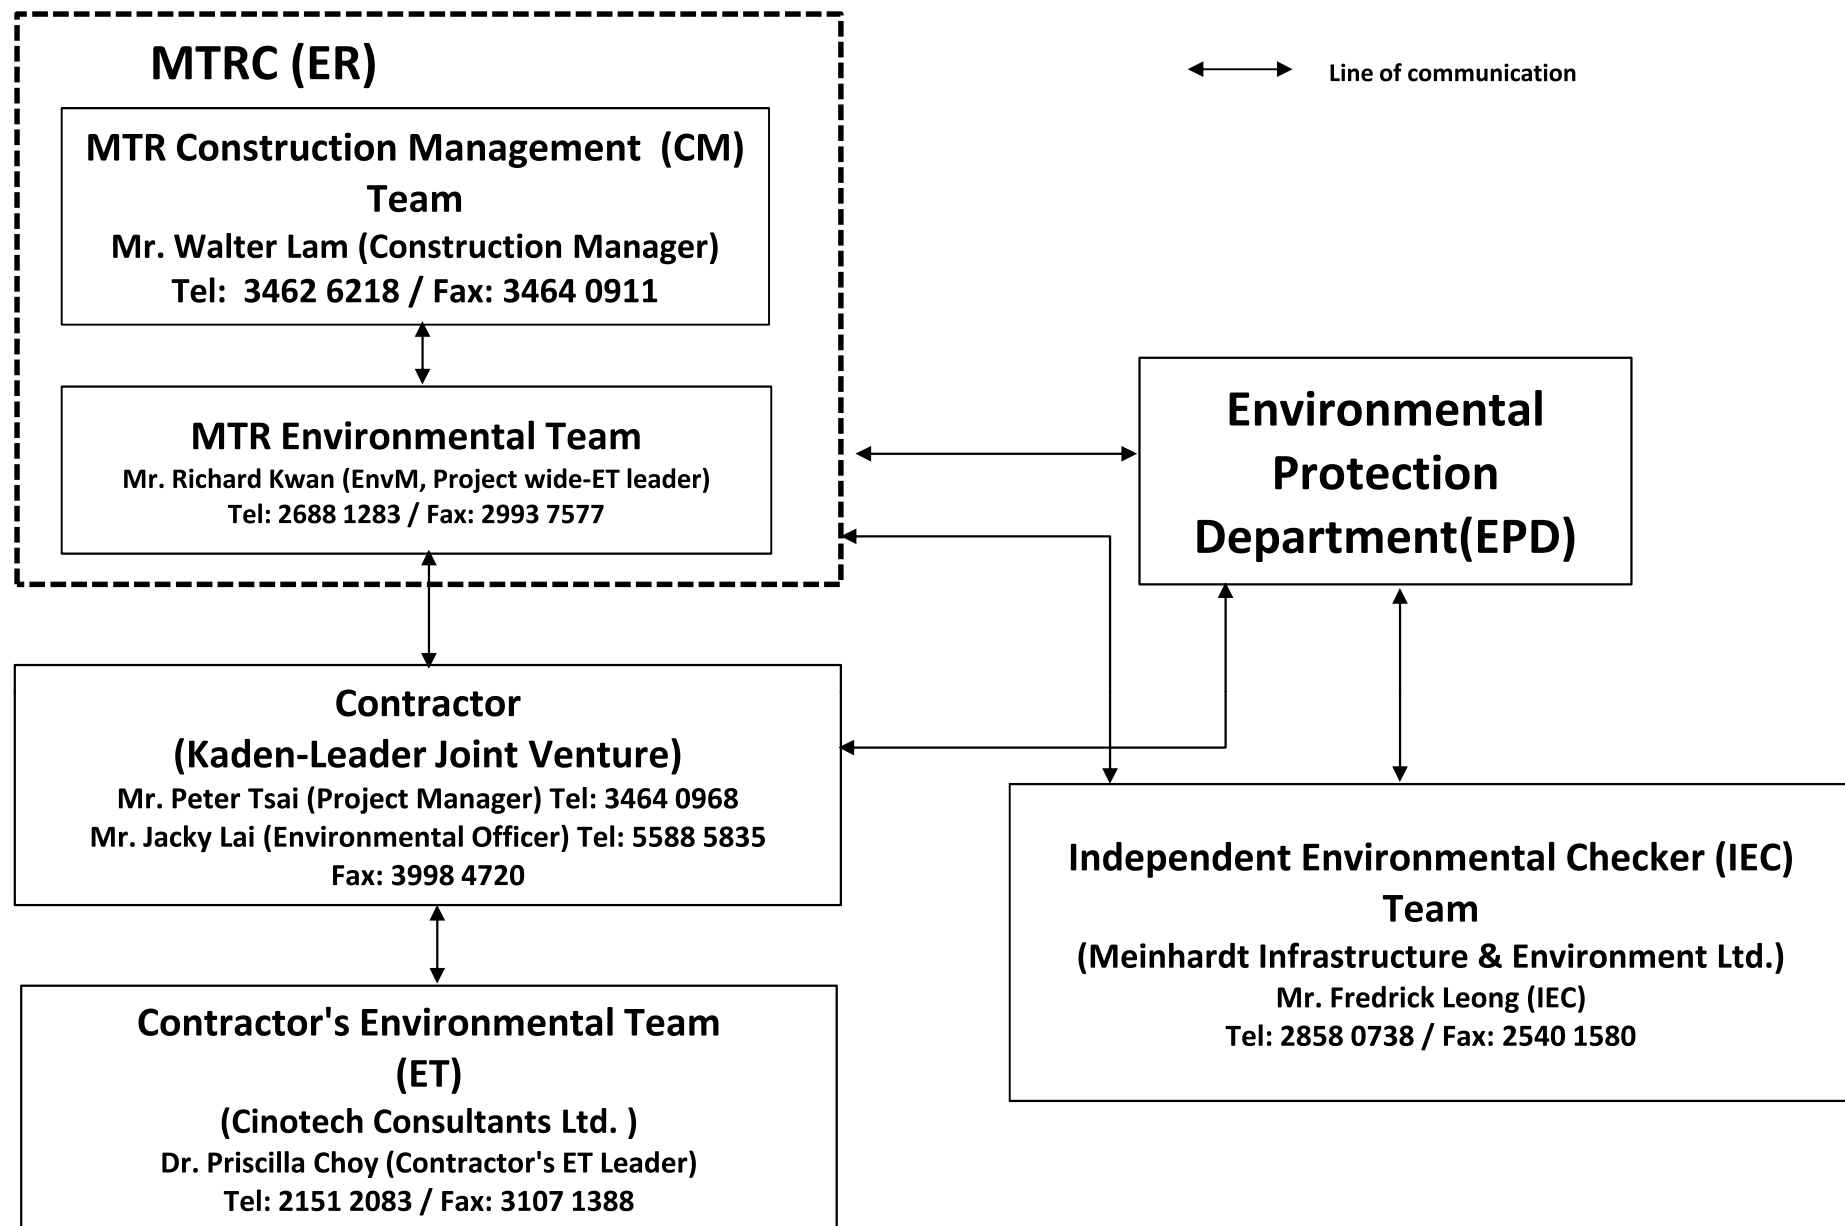 MTRC (ER)
Line of communication
MTR Construction Management (CM)
Team
Mr. Walter Lam (Construction Manager)
Tel: 3462 6218 / Fax: 3464 0911
MTR Environmental Team
Mr. Richard Kwan (EnvM, Project wide-ET leader)
Tel: 2688 1283 / Fax: 2993 7577
Environmental
Protection
Department(EPD)
Contractor
(Kaden-Leader Joint Venture)
Mr. Peter Tsai (Project Manager) Tel: 3464 0968
Mr. Jacky Lai (Environmental Officer) Tel: 5588 5835
Fax: 3998 4720
Independent Environmental Checker (IEC)
Team
(Meinhardt Infrastructure & Environment Ltd.)
Mr. Fredrick Leong (IEC)
Tel: 2858 0738 / Fax: 2540 1580
Contractor's Environmental Team
(ET)
(Cinotech Consultants Ltd. )
Dr. Priscilla Choy (Contractor's ET Leader)
Tel: 2151 2083 / Fax: 3107 1388